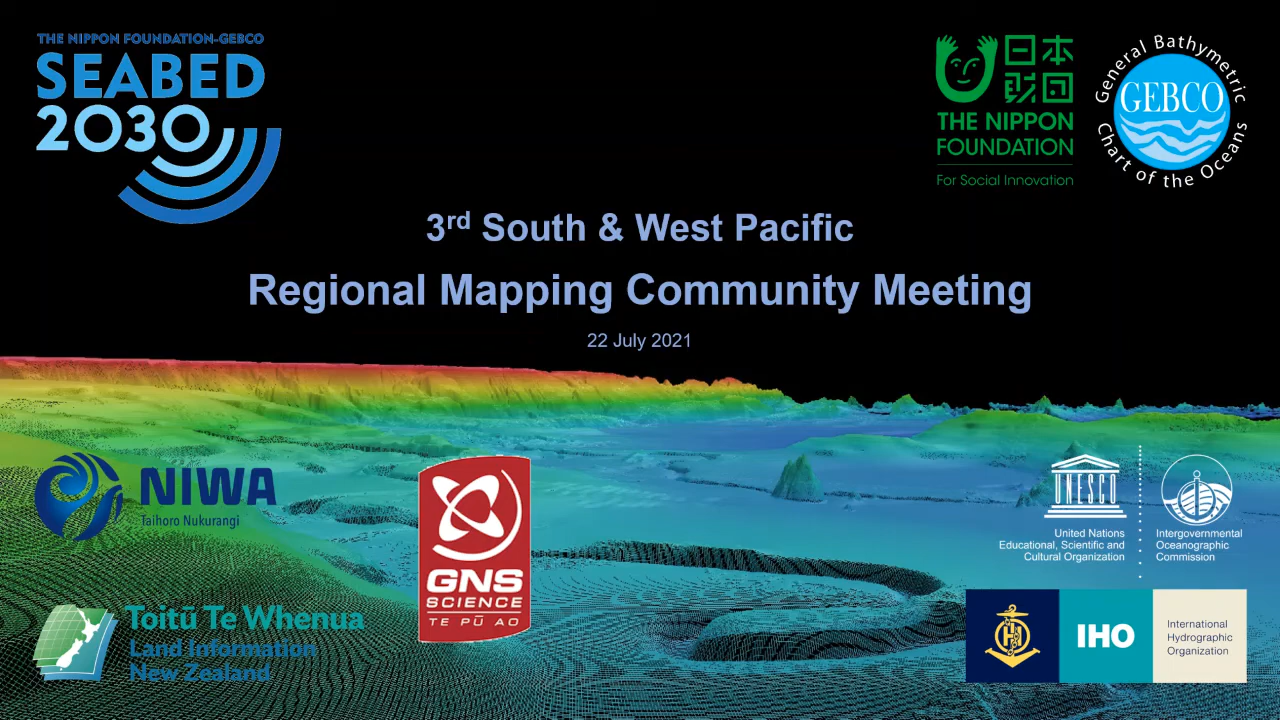 THE NIPPON FOUNDATION-GEBCO
SEABED
2030
日本
財団
THE NIPPON
FOUNDATION
For Social Innovation
General Bathymetric
GEBCO
Chart of the Oceans
3rd South & West Pacific
Regional Mapping Community Meeting
22 July 2021
NIWA
Taihoro Nukurangi
GNS
SCIENCE
TE PŪ AO
UNESCO
United Nations
Educational, Scientific and
Cultural Organization
Intergovernmental
Oceanographic
Commission
Toitū Te Whenua
Land Information
New Zealand
IHO
International
Hydrographic
Organization